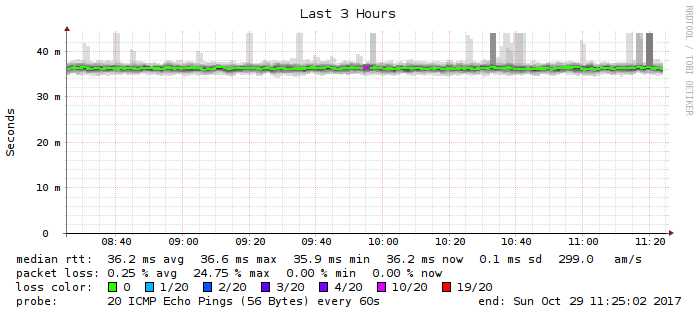 Last 3 Hours
RRDTOOL / TOBI OETIKER
Seconds
40 m
30 m
20 m
10 m
0
08:40 09:00 09:20 09:40 10:00 10:20 10:40 11:00 11:20
median rtt: 36.2 ms avg 36.6 ms max 35.9 ms min 36.2 ms now 0.1 ms sd 299.0 am/s
packet loss: 0.25 % avg 24.75 % max 0.00 % min 0.00 % now
loss color: 0 1/20 2/20 3/20 4/20 10/20 19/20
probe: 20 ICMP Echo Pings (56 Bytes) every 60s end: Sun Oct 29 11:25:02 2017